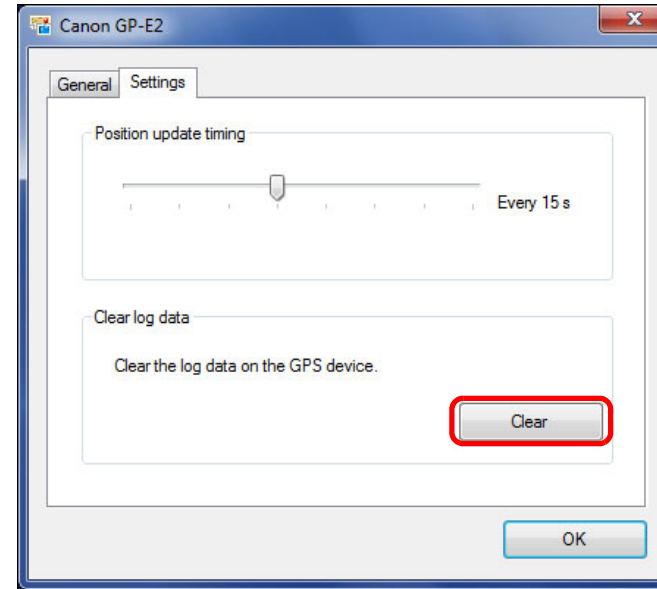 Canon GP-E2
General Settings
Position update timing
Every 15 s
Clear log data
Clear the log data on the GPS device.
Clear
OK